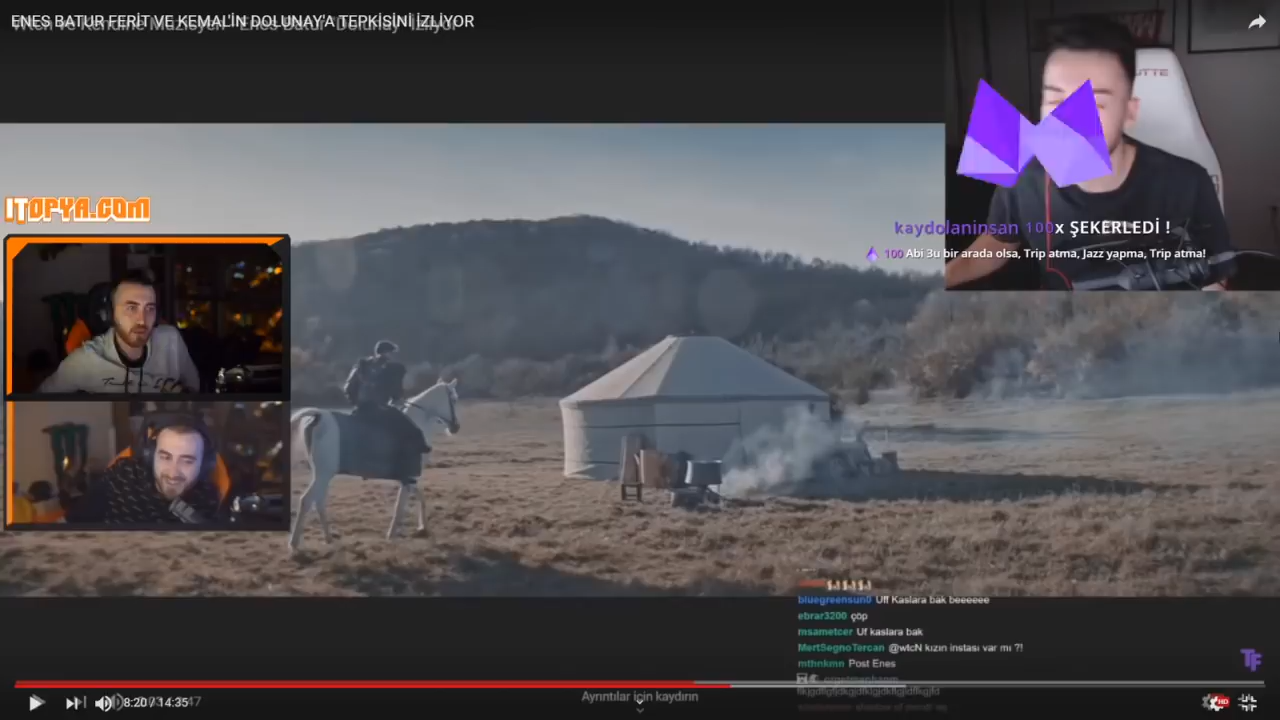 ENES BATUR FERİT VE KEMAL'İN DOLUNAY'A TEPKİSİNİ İZLİYOR
ITOPYA.COM
kaydolaninsan 100x ŞEKERLEDİ !
100 Abi 3u bir arada olsa, Trip atma, Jazz yapma, Trip atma!
bluegreensun0 Uff Kaslara bak beeeeee
ebrar3200 çöp
msametcer Uf kaslara bak
MertSegnoTercan @wtcN kızın instası var mı ?!
mthnkmn Post Enes
TF
8:20 / 14:35
Ayrıntılar için kaydırın
HD